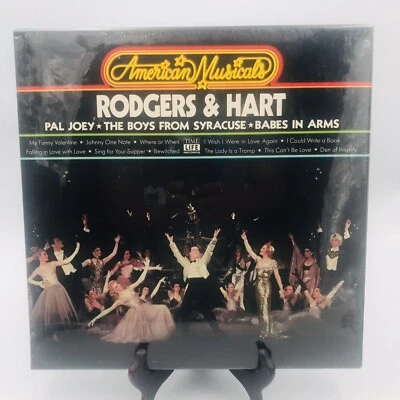 American Musicals
RODGERS & HART
PAL JOEY ★ THE BOYS FROM SYRACUSE ★ BABES IN ARMS
My Funny Valentine • Johnny One Note • Where or When TIME LIFE I Wish I Were in Love Again • I Could Write a Book
Falling in Love with Love • Sing for Your Supper • Bewitched The Lady Is a Tramp • This Can't Be Love • Den of Iniquity